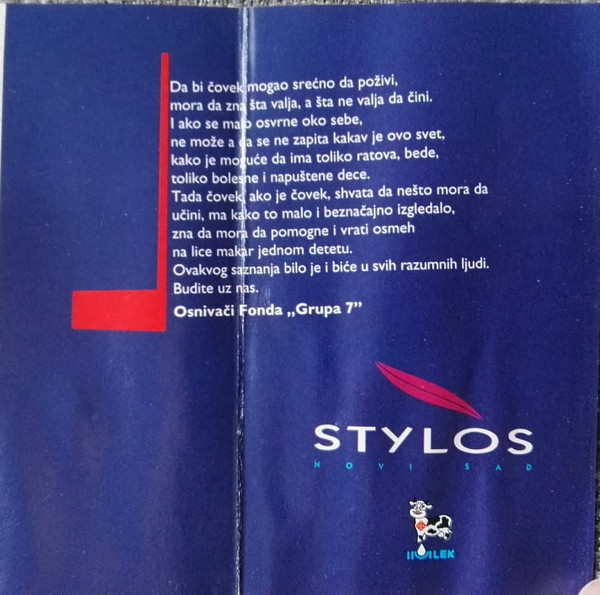 Da bi čovek mogao srećno da poživi,
mora da zna šta valja, a šta ne valja da čini.
I ako se malo osvrne oko sebe,
ne može a da se ne zapita kakav je ovo svet,
kako je moguće da ima toliko ratova, bede,
toliko bolesne i napuštene dece.
Tada čovek, ako je čovek, shvata da nešto mora da
učini, ma kako to malo i beznačajno izgledalo,
zna da mora da pomogne i vrati osmeh
na lice makar jednom detetu.
Ovakvog saznanja bilo je i biće u svih razumnih ljudi.
Budite uz nas.
Osnivači Fonda „Grupa 7”
STYLOS
NOVI SAD